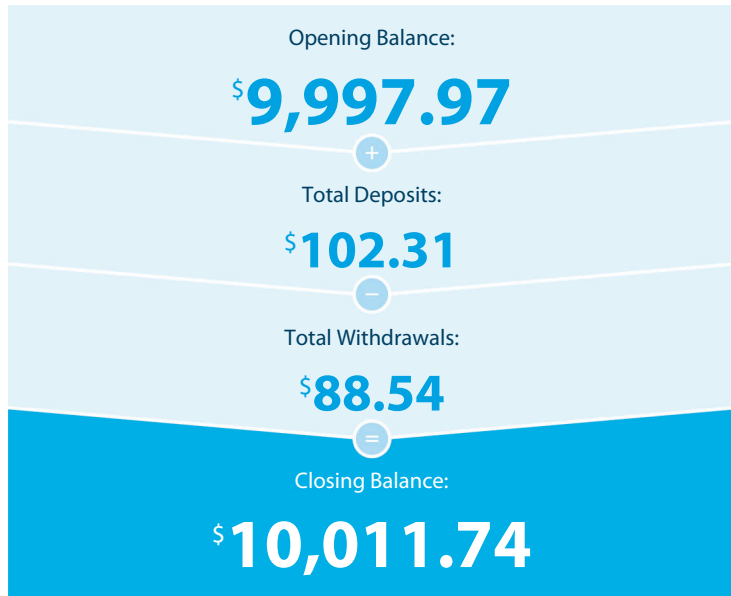 Opening Balance:
$9,997.97
+
Total Deposits:
$102.31
−
Total Withdrawals:
$88.54
=
Closing Balance:
$10,011.74